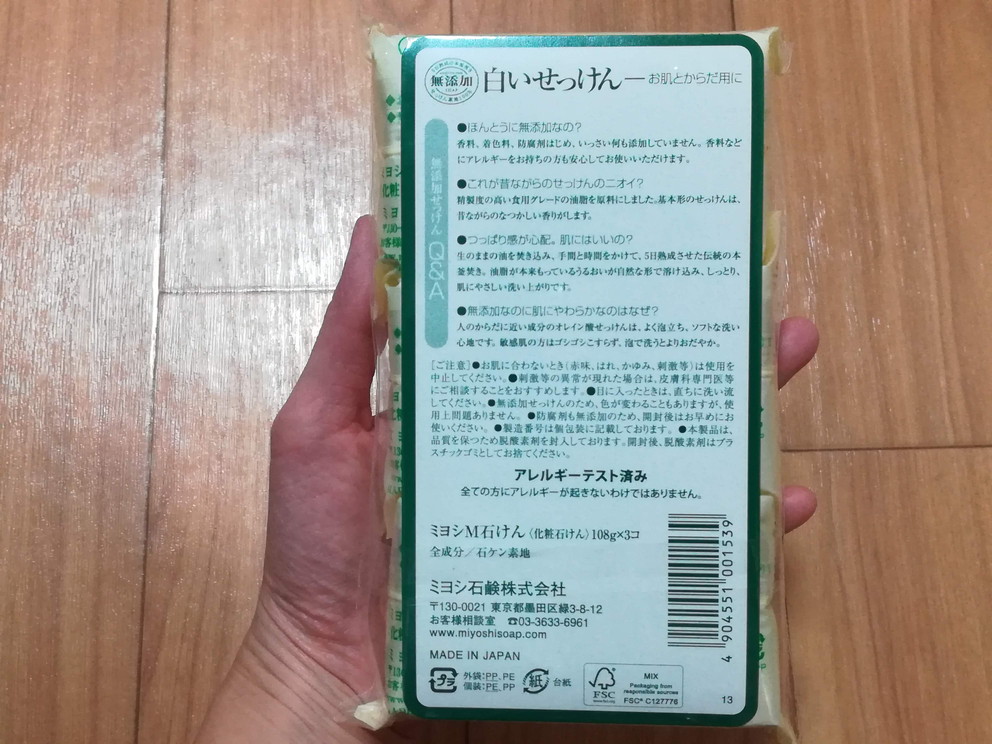 無添加
白いせっけん―お肌とからだ用に
無添加せっけん Q&A
●ほんとうに無添加なの?
香料、着色料、防腐剤はじめ、いっさい何も添加していません。香料など
にアレルギーをお持ちの方も安心してお使いいただけます。
●これが昔ながらのせっけんのニオイ?
精製度の高い食用グレードの油脂を原料にしました。基本形のせっけんは、
昔ながらのなつかしい香りがします。
●つっぱり感が心配。肌にはいいの?
生のままの油を焚き込み、手間と時間をかけて、5日熟成させた伝統の本
釜焚き。油脂が本来もっているうるおいが自然な形で溶け込み、しっとり、
肌にやさしい洗い上がりです。
●無添加なのに肌にやわらかなのはなぜ?
人のからだに近い成分のオレイン酸せっけんは、よく泡立ち、ソフトな洗い
心地です。敏感肌の方はゴシゴシこすらず、泡で洗うとよりおだやか。
[ご注意]●お肌に合わないとき(赤味、はれ、かゆみ、刺激等)は使用を
中止してください。●刺激等の異常が現れた場合は、皮膚科専門医等
にご相談することをおすすめします。●目に入ったときは、直ちに洗い流
してください。●無添加せっけんのため、色が変わることもありますが、使
用上問題ありません。●防腐剤も無添加のため、開封後はお早めにお
使いください。●製造番号は個包装に記載しております。●本製品は、
品質を保つため脱酸素剤を封入しております。開封後、脱酸素剤はプラ
スチックゴミとしてお捨てください。
アレルギーテスト済み
全ての方にアレルギーが起きないわけではありません。
ミヨシM石けん〈化粧石けん〉108g×3コ
全成分/石ケン素地
ミヨシ石鹸株式会社
〒130-0021 東京都墨田区緑3-8-12
お客様相談室 ☎03-3633-6961
www.miyoshisoap.com
MADE IN JAPAN
プラ
外袋:PP、PE
個装:PE、PP
紙
台紙
FSC
MIX
Packaging from
responsible sources
FSC® C127776
13
4 904551 001539